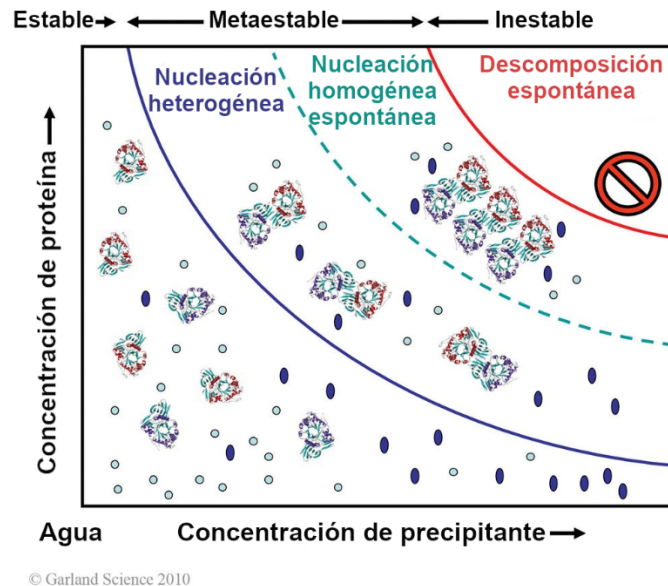 Estable → ← Metaestable → ← Inestable
Nucleación
heterogénea
Nucleación
homogénea
espontánea
Descomposición
espontánea
Concentración de proteína →
Agua
Concentración de precipitante →
© Garland Science 2010